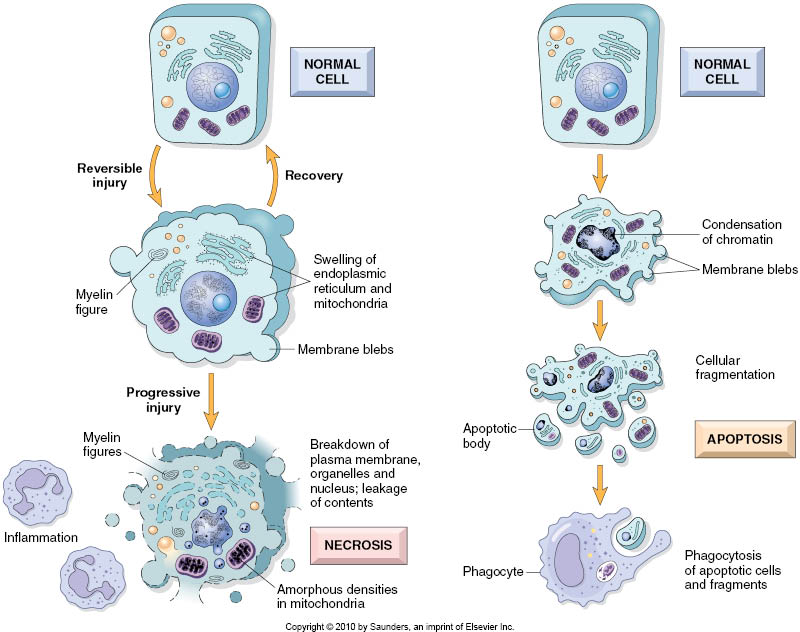 NORMAL
CELL
Reversible
injury
Recovery
Swelling of
endoplasmic
reticulum and
mitochondria
Myelin
figure
Membrane blebs
Progressive
injury
Myelin
figures
Breakdown of
plasma membrane,
organelles and
nucleus; leakage
of contents
Inflammation
NECROSIS
Amorphous densities
in mitochondria
NORMAL
CELL
Condensation
of chromatin
Membrane blebs
Cellular
fragmentation
Apoptotic
body
APOPTOSIS
Phagocyte
Phagocytosis
of apoptotic cells
and fragments
Copyright © 2010 by Saunders, an imprint of Elsevier Inc.